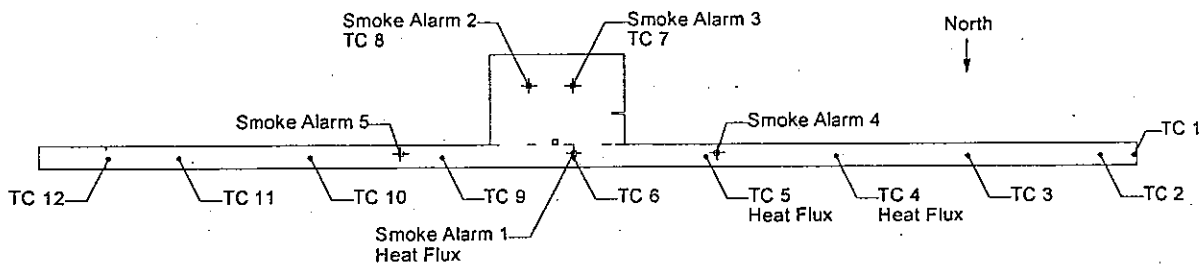 Smoke Alarm 2
TC 8
Smoke Alarm 3
TC 7
North
Smoke Alarm 5
Smoke Alarm 4
TC 1
TC 12
TC 11
TC 10
TC 9
TC 6
TC 5
Heat Flux
TC 4
Heat Flux
TC 3
TC 2
Smoke Alarm 1
Heat Flux